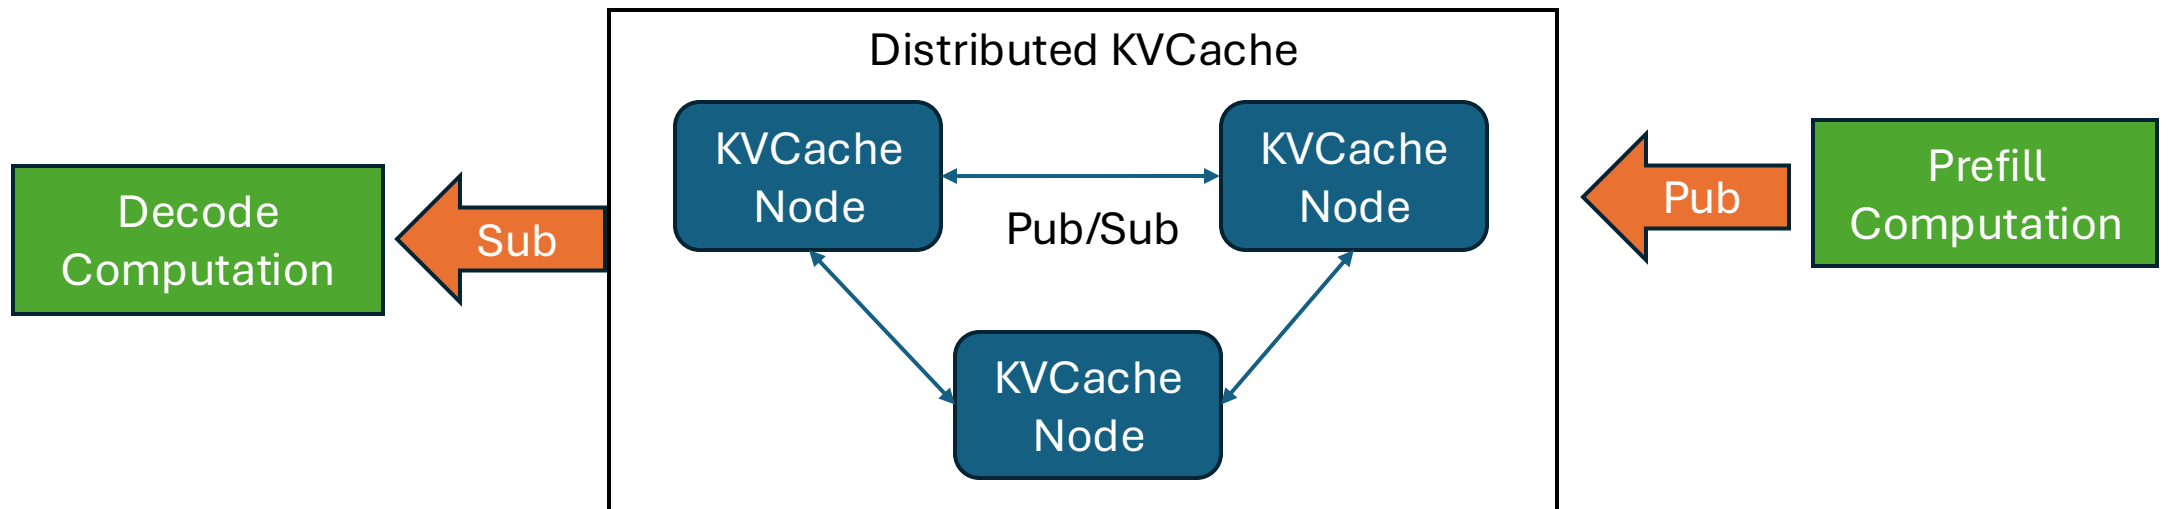 Distributed KVCache
KVCache
Node
KVCache
Node
Pub/Sub
KVCache
Node
Decode
Computation
Sub
Pub
Prefill
Computation